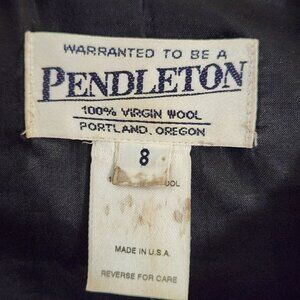 WARRANTED TO BE A
PENDLETON
100% VIRGIN WOOL
PORTLAND, OREGON
8
MADE IN U.S.A.
REVERSE FOR CARE